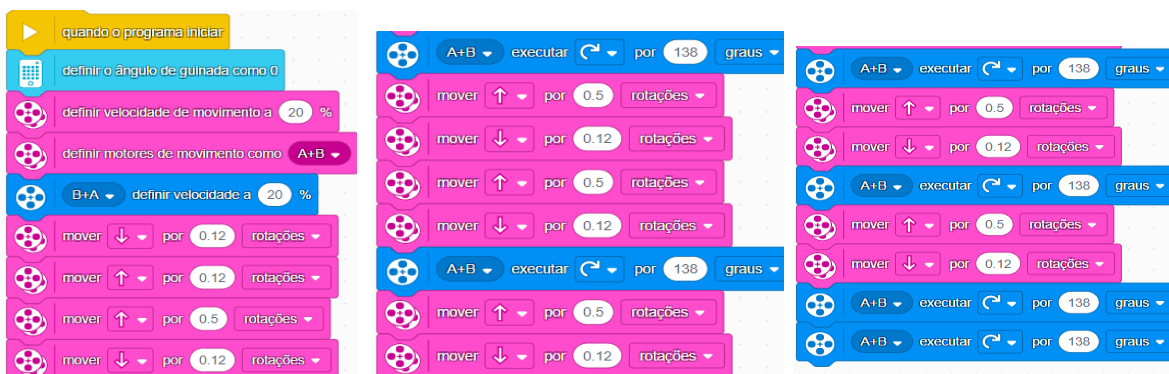 quando o programa iniciar
definir o ângulo de guinada como 0
definir velocidade de movimento a 20 %
definir motores de movimento como A+B
B+A definir velocidade a 20 %
mover por 0.12 rotações
mover por 0.12 rotações
mover por 0.5 rotações
mover por 0.12 rotações
A+B executar por 138 graus
mover por 0.5 rotações
mover por 0.12 rotações
mover por 0.5 rotações
mover por 0.12 rotações
A+B executar por 138 graus
mover por 0.5 rotações
mover por 0.12 rotações
A+B executar por 138 graus
mover por 0.5 rotações
mover por 0.12 rotações
A+B executar por 138 graus
mover por 0.5 rotações
mover por 0.12 rotações
A+B executar por 138 graus
A+B executar por 138 graus